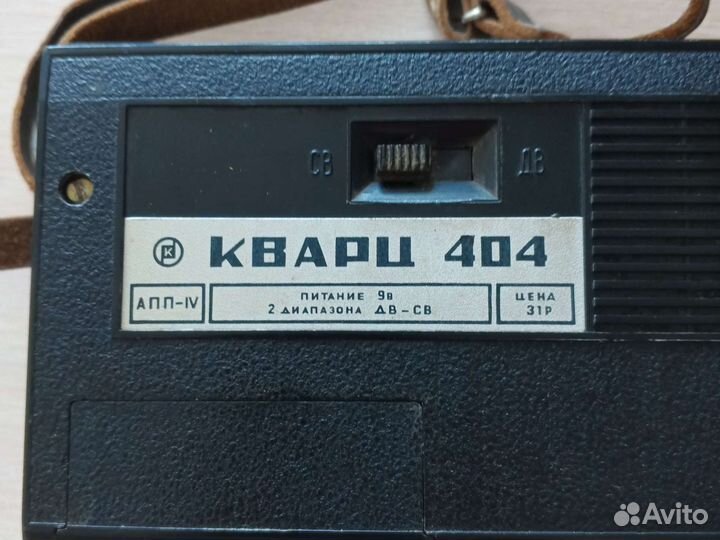 СВ
ДВ
КВАРЦ 404
АПП-IV
ПИТАНИЕ 9в
2 ДИАПАЗОНА ДВ-СВ
ЦЕНА
31Р
Avito